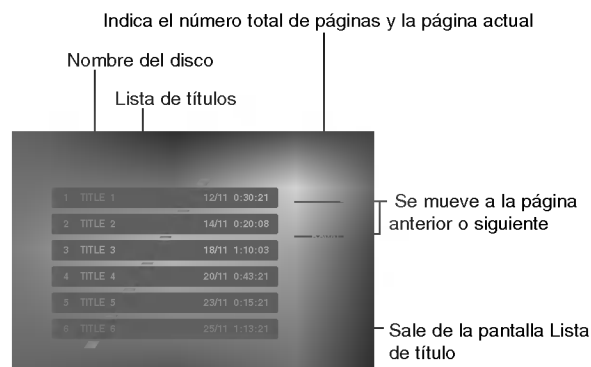 Indica el número total de páginas y la página actual
Nombre del disco
Lista de títulos
1 TITLE 1 12/11 0:30:21
2 TITLE 2 14/11 0:20:08
3 TITLE 3 18/11 1:10:03
4 TITLE 4 20/11 0:43:21
5 TITLE 5 23/11 0:15:21
6 TITLE 6 25/11 1:13:21
Se mueve a la página
anterior o siguiente
Sale de la pantalla Lista
de título